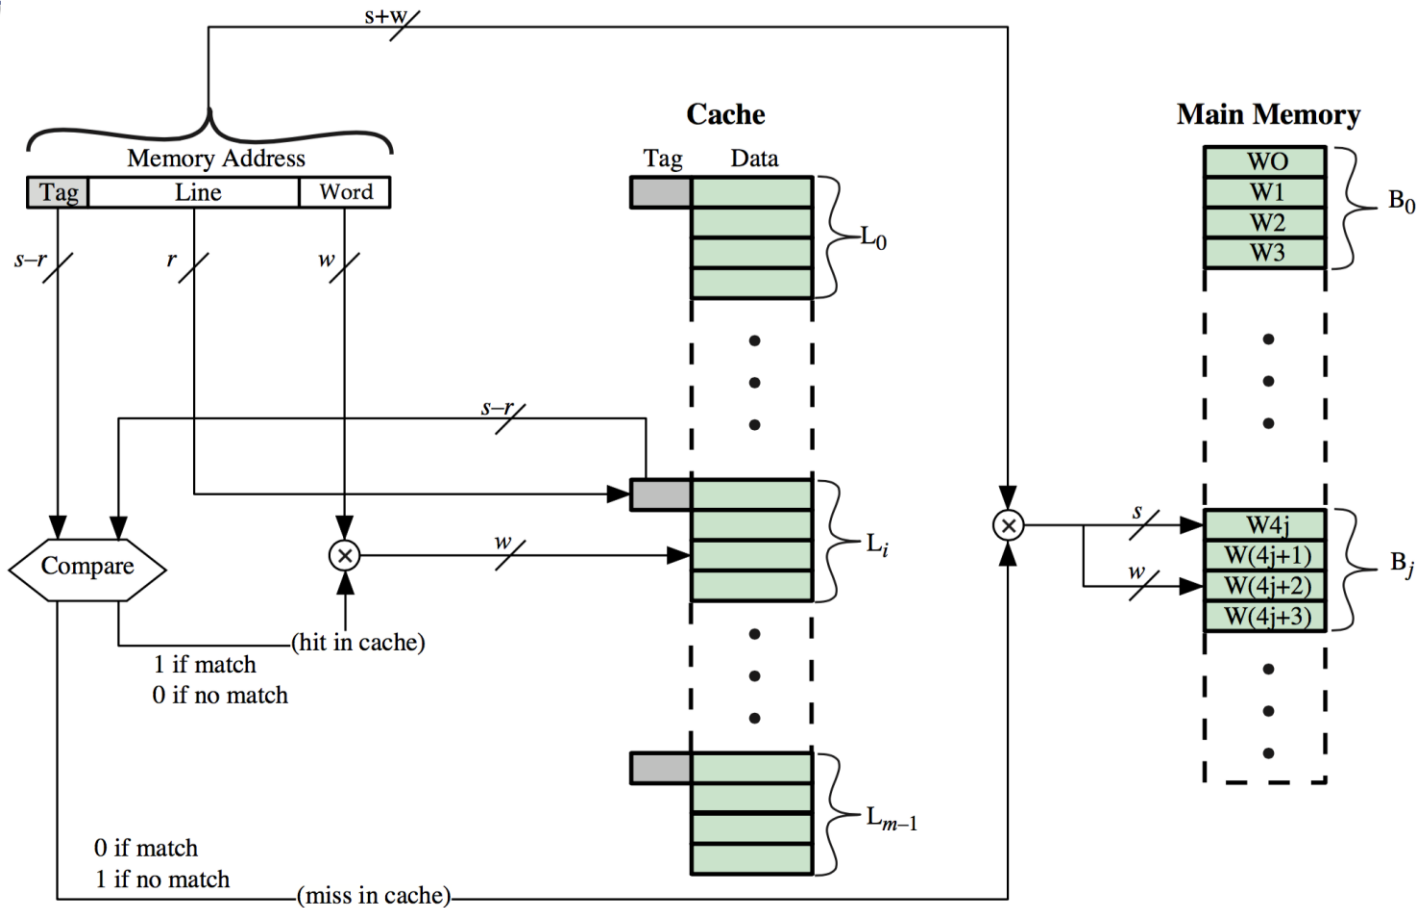 s+w
Cache
Main Memory
Memory Address
Tag Data
Tag Line Word
WO
W1
W2
W3
B0
L0
s–r
r
w
s–r
s
w
W4j
W(4j+1)
W(4j+2)
W(4j+3)
Bj
Li
w
Compare
(hit in cache)
1 if match
0 if no match
Lm–1
0 if match
1 if no match
(miss in cache)